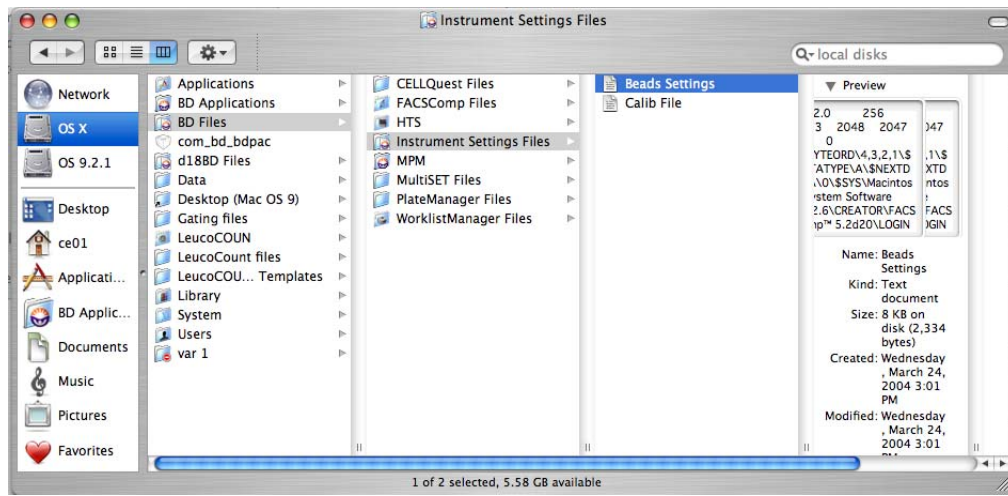 Instrument Settings Files
local disks
Network
OS X
OS 9.2.1
Desktop
ce01
Applicati...
BD Applic...
Documents
Music
Pictures
Favorites
Applications
BD Applications
BD Files
com_bd_bdpac
d18BD Files
Data
Desktop (Mac OS 9)
Gating files
LeucoCOUN
LeucoCount files
LeucoCOU... Templates
Library
System
Users
var 1
CELLQuest Files
FACSComp Files
HTS
Instrument Settings Files
MPM
MultiSET Files
PlateManager Files
WorklistManager Files
Beads Settings
Calib File
Preview
2.0 256
3 2048 2047 )47
0
YTEORD\4,3,2,1\$ ,1\$
ATYPE\A\$NEXTD XTD
\0\$SYS\Macintos ntos
stem Software
2.6\CREATOR\FACS FACS
np™ 5.2d20\LOGIN OGIN
Name: Beads
Settings
Kind: Text
document
Size: 8 KB on
disk (2,334
bytes)
Created: Wednesday
, March 24,
2004 3:01
PM
Modified: Wednesday
, March 24,
2004 3:01
1 of 2 selected, 5.58 GB available